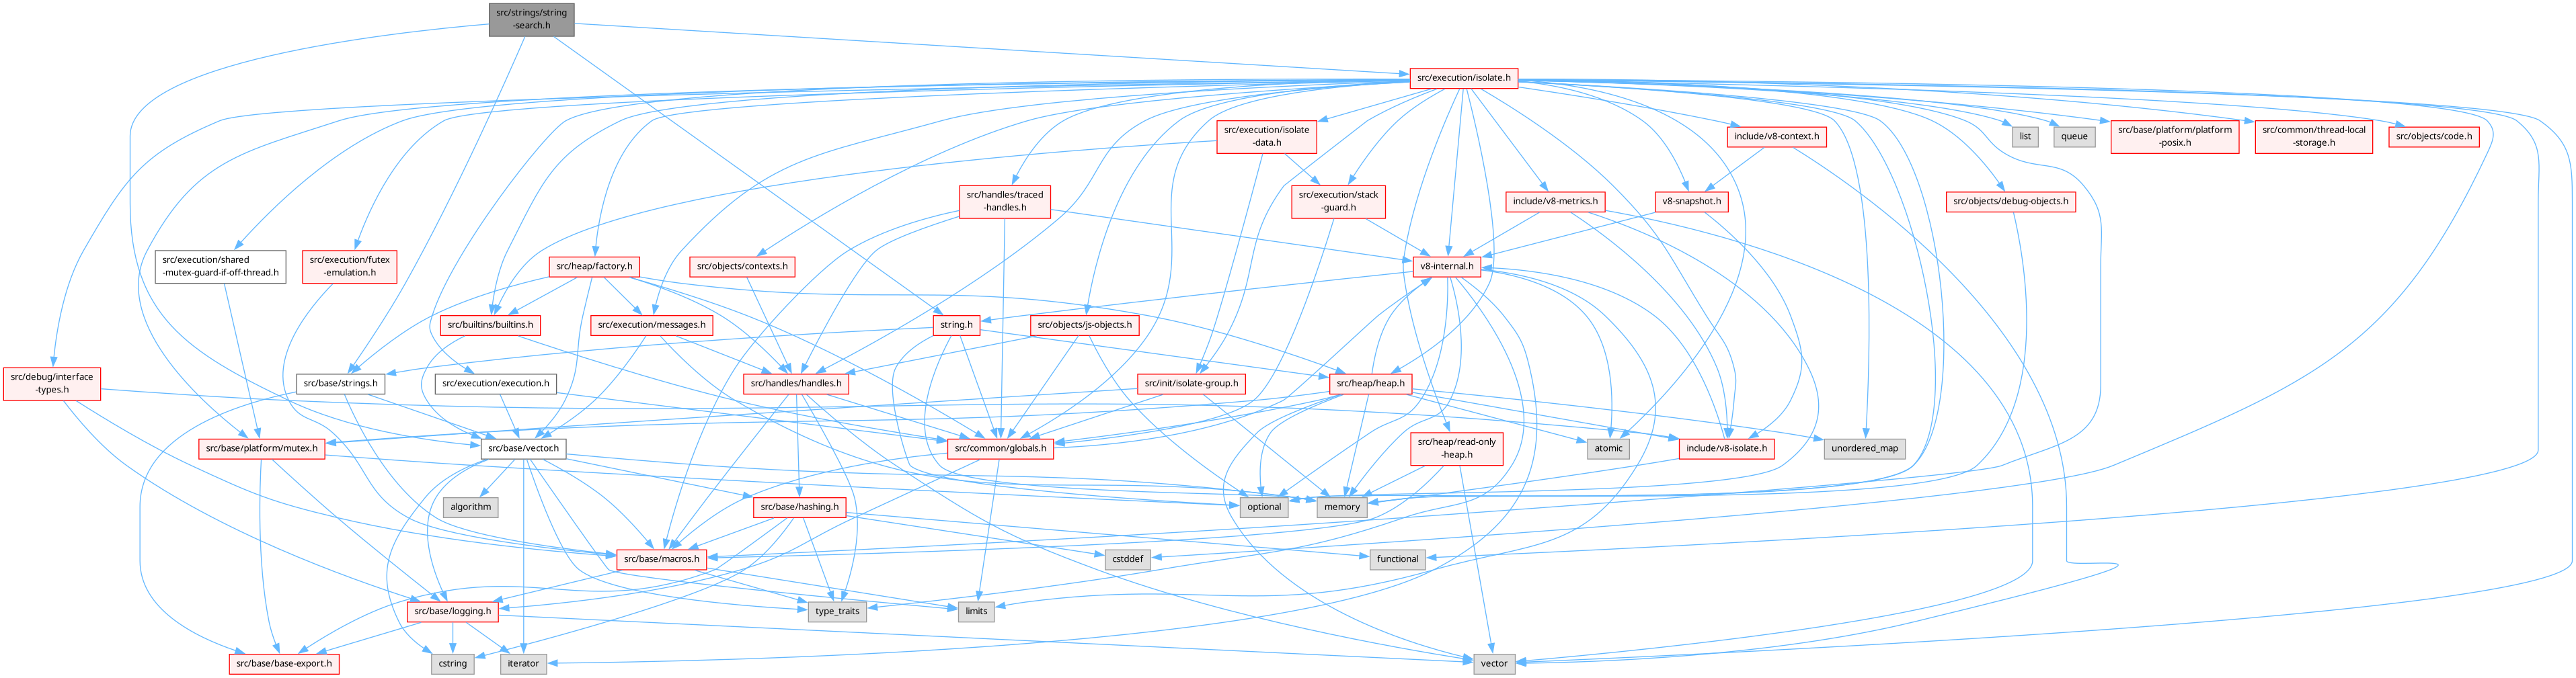 src/strings/string
-search.h
src/execution/isolate.h
src/execution/isolate
-data.h
include/v8-context.h
list
queue
src/base/platform/platform
-posix.h
src/common/thread-local
-storage.h
src/objects/code.h
src/handles/traced
-handles.h
src/execution/stack
-guard.h
include/v8-metrics.h
v8-snapshot.h
src/objects/debug-objects.h
src/execution/shared
-mutex-guard-if-off-thread.h
src/execution/futex
-emulation.h
src/heap/factory.h
src/objects/contexts.h
v8-internal.h
src/builtins/builtins.h
src/execution/messages.h
string.h
src/objects/js-objects.h
src/debug/interface
-types.h
src/base/strings.h
src/execution/execution.h
src/handles/handles.h
src/init/isolate-group.h
src/heap/heap.h
src/base/platform/mutex.h
src/base/vector.h
src/common/globals.h
src/heap/read-only
-heap.h
atomic
include/v8-isolate.h
unordered_map
algorithm
src/base/hashing.h
optional
memory
src/base/macros.h
cstddef
functional
src/base/logging.h
type_traits
limits
src/base/base-export.h
cstring
iterator
vector